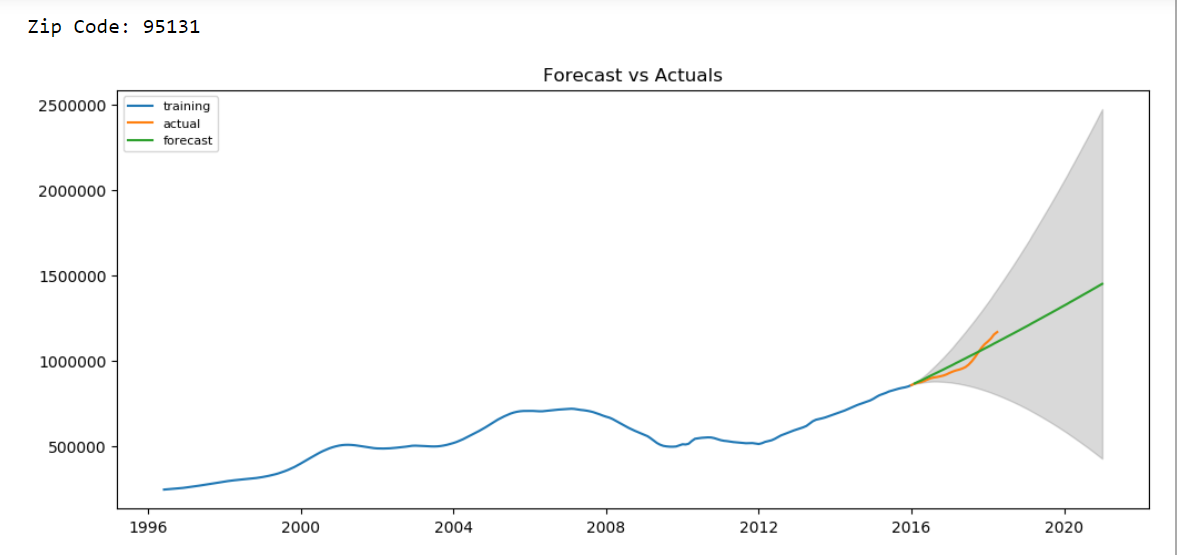 Zip Code: 95131
Forecast vs Actuals
training
actual
forecast
2500000
2000000
1500000
1000000
500000
1996 2000 2004 2008 2012 2016 2020